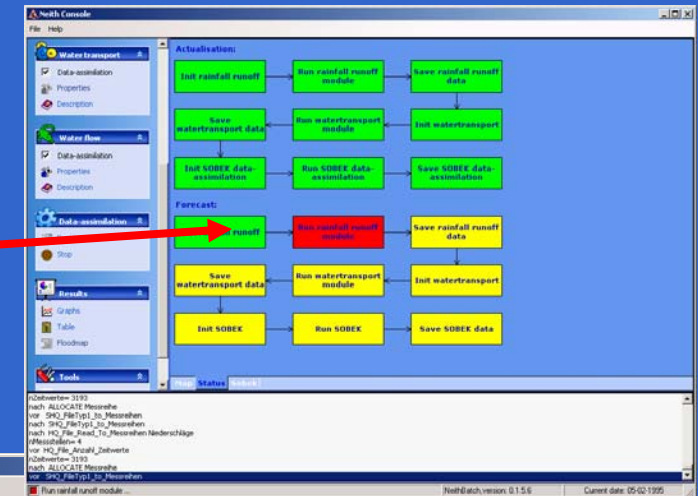 Neith Console
File Help
Water transport
Data-assimilation
Properties
Description
Water flow
Data-assimilation
Properties
Description
Data-assimilation
Stop
Results
Graphs
Table
Floodmap
Tools
Actualisation:
Init rainfall runoff
Run rainfall runoff
module
Save rainfall runoff
data
Save
watertransport data
Run watertransport
module
Init watertransport
Init SOBEK data-
assimilation
Run SOBEK data-
assimilation
Save SOBEK data-
assimilation
Forecast:
runoff
Run rainfall runoff
module
Save rainfall runoff
data
Save
watertransport data
Run watertransport
module
Init watertransport
Init SOBEK
Run SOBEK
Save SOBEK data
Map Status Sobek
nZeitwerte= 3193
nach ALLOCATE Messreihe
vor SHQ_FileTyp1_to_Messreihen
nach SHQ_FileTyp1_to_Messreihen
nach HQ_File_Read_To_Messreihen Niederschläge
nMessstellen= 4
vor HQ_File_Anzahl_Zeitwerte
nZeitwerte= 3193
nach ALLOCATE Messreihe
vor SHQ_FileTyp1_to_Messreihen
Run rainfall runoff module ...
NeithBatch, version: 0.1.5.6
Current date: 05-02-1995